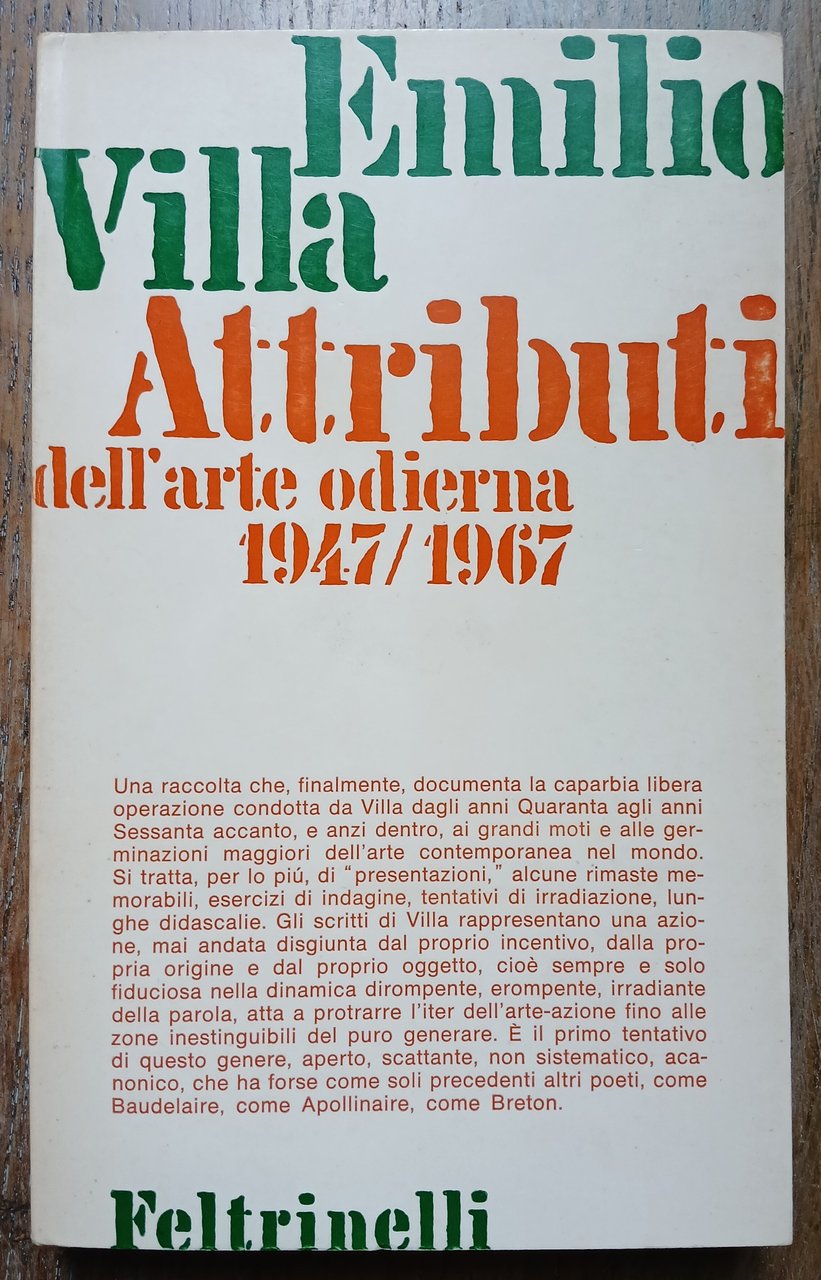 Emilio
Villa
Attributi
dell'arte odierna
1947/1967
Una raccolta che, finalmente, documenta la caparbia libera
operazione condotta da Villa dagli anni Quaranta agli anni
Sessanta accanto, e anzi dentro, ai grandi moti e alle ger-
minazioni maggiori dell'arte contemporanea nel mondo.
Si tratta, per lo piú, di "presentazioni," alcune rimaste me-
morabili, esercizi di indagine, tentativi di irradiazione, lun-
ghe didascalie. Gli scritti di Villa rappresentano una azio-
ne, mai andata disgiunta dal proprio incentivo, dalla pro-
pria origine e dal proprio oggetto, cioè sempre e solo
fiduciosa nella dinamica dirompente, erompente, irradiante
della parola, atta a protrarre l'iter dell'arte-azione fino alle
zone inestinguibili del puro generare. È il primo tentativo
di questo genere, aperto, scattante, non sistematico, aca-
nonico, che ha forse come soli precedenti altri poeti, come
Baudelaire, come Apollinaire, come Breton.
Feltrinelli